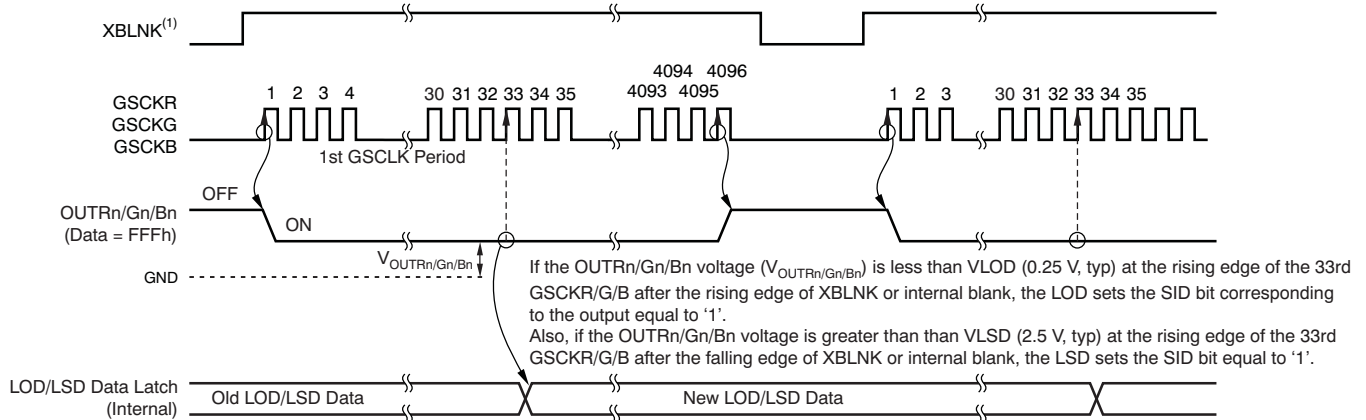 XBLNK(1)
4094 4096
1 2 3 4 30 31 32 33 34 35 4093 4095 1 2 3 30 31 32 33 34 35
GSCKR
GSCKG
GSCKB
1st GSCLK Period
OFF
OUTRn/Gn/Bn
(Data = FFFh)
ON
VOUTRn/Gn/Bn
GND
If the OUTRn/Gn/Bn voltage (VOUTRn/Gn/Bn) is less than VLOD (0.25 V, typ) at the rising edge of the 33rd
GSCKR/G/B after the rising edge of XBLNK or internal blank, the LOD sets the SID bit corresponding
to the output equal to ‘1’.
Also, if the OUTRn/Gn/Bn voltage is greater than than VLSD (2.5 V, typ) at the rising edge of the 33rd
GSCKR/G/B after the falling edge of XBLNK or internal blank, the LSD sets the SID bit equal to ‘1’.
LOD/LSD Data Latch
(Internal)
Old LOD/LSD Data
New LOD/LSD Data